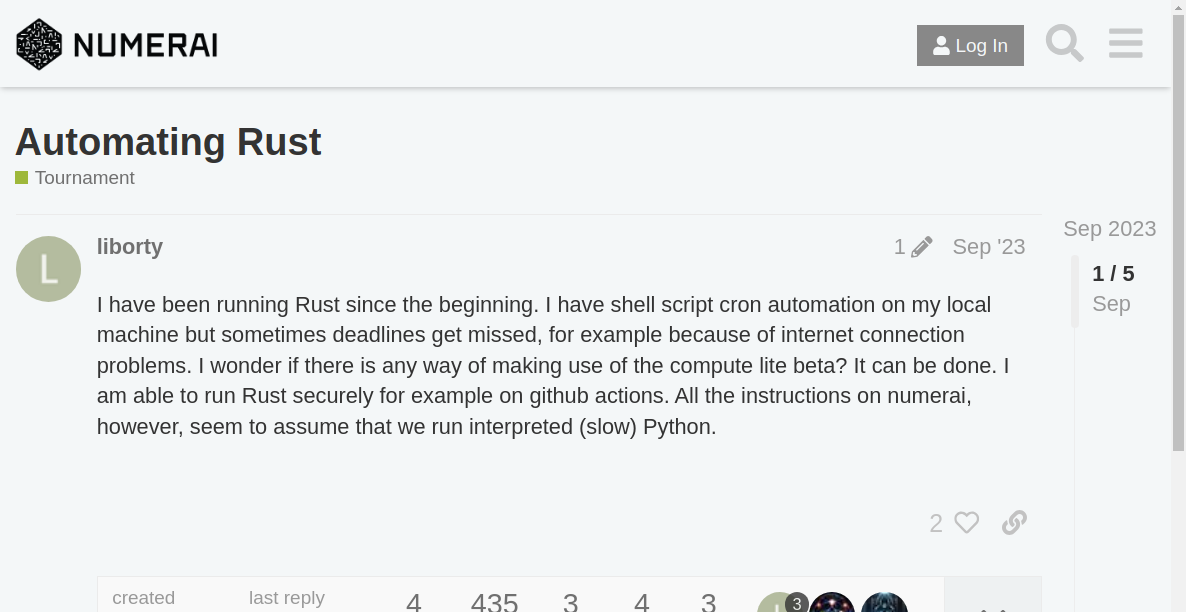 NUMERAI
Log In
Automating Rust
Tournament
Sep 2023
liborty
1
Sep '23
1 / 5
Sep
I have been running Rust since the beginning. I have shell script cron automation on my local
machine but sometimes deadlines get missed, for example because of internet connection
problems. I wonder if there is any way of making use of the compute lite beta? It can be done. I
am able to run Rust securely for example on github actions. All the instructions on numerai,
however, seem to assume that we run interpreted (slow) Python.
2
created
last reply
4
435
3
4
3
3